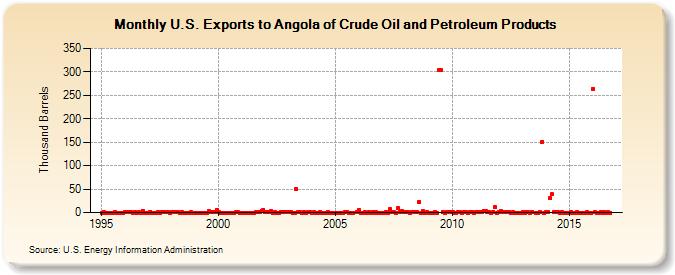 Monthly U.S. Exports to Angola of Crude Oil and Petroleum Products
Thousand Barrels
350
300
250
200
150
100
50
0
1995 2000 2005 2010 2015
Source: U.S. Energy Information Administration